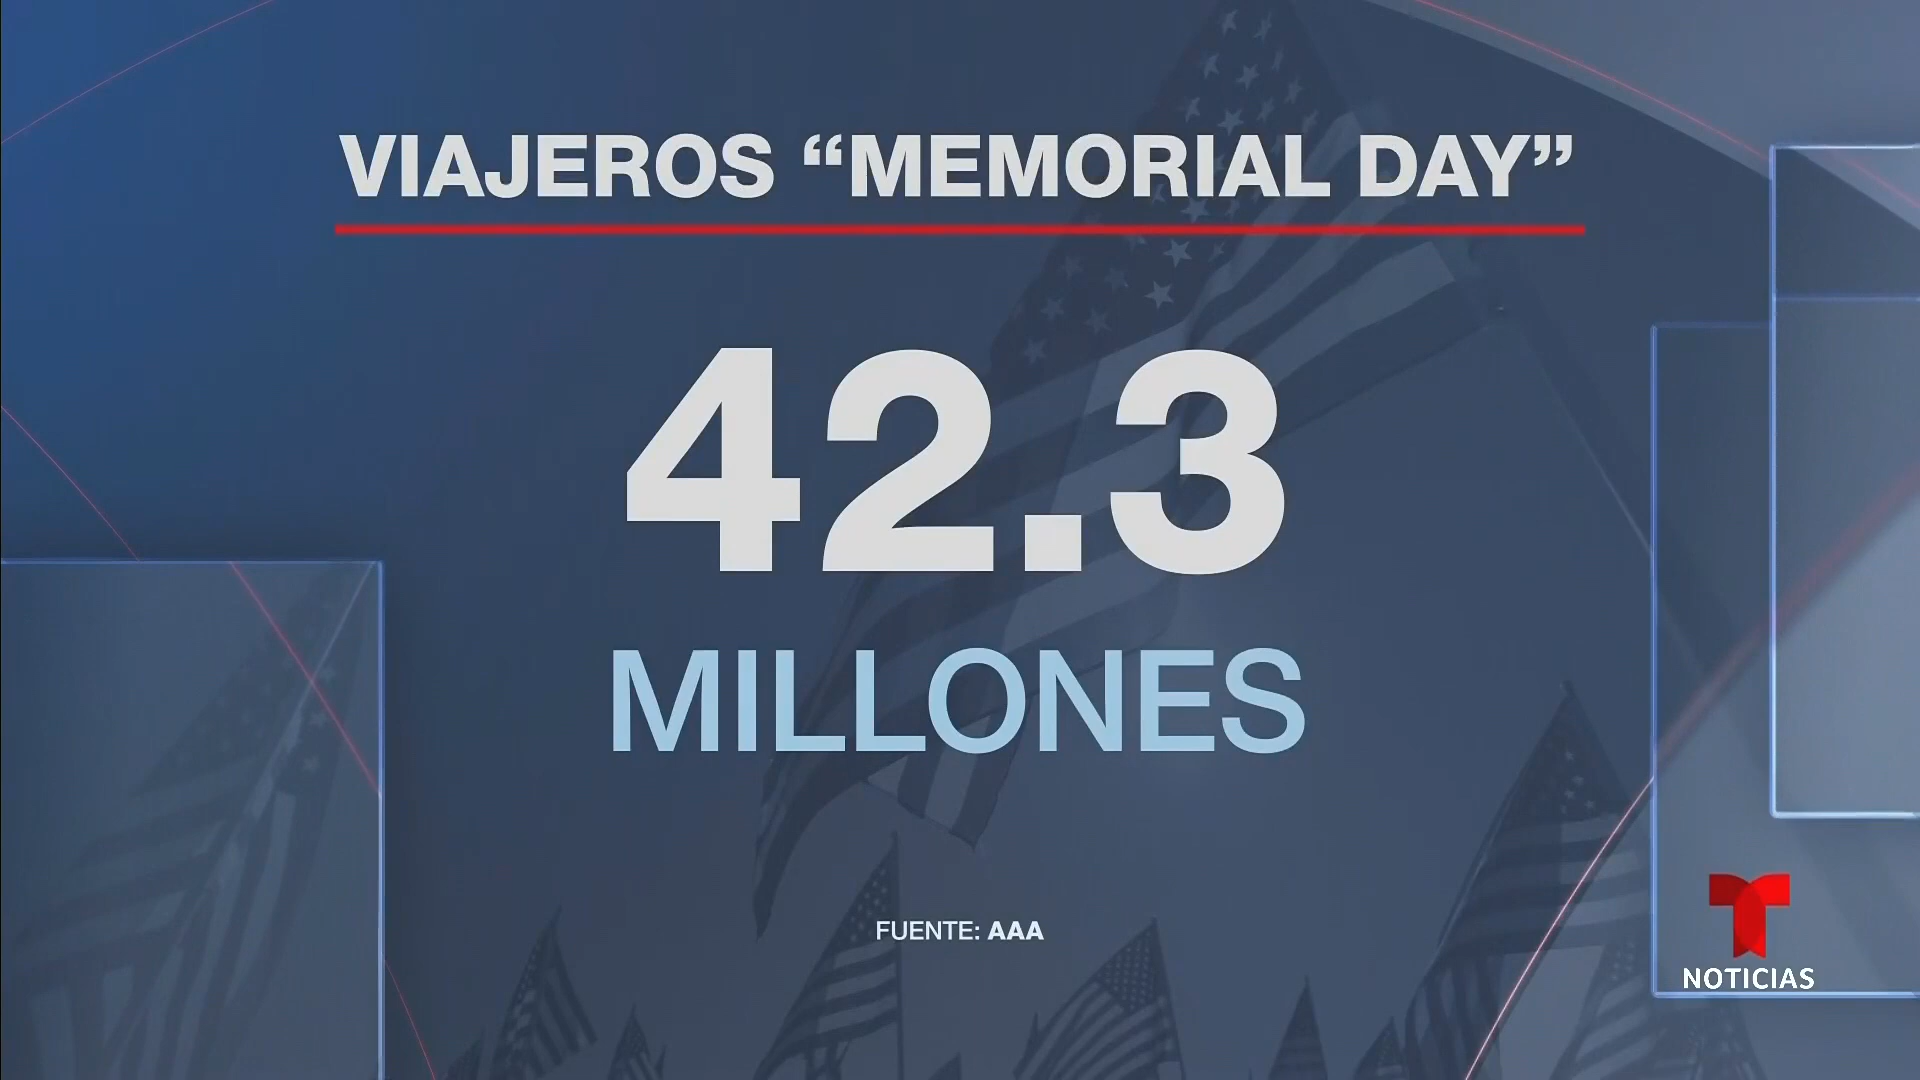 VIAJEROS “MEMORIAL DAY”
42.3
MILLONES
FUENTE: AAA
NOTICIAS